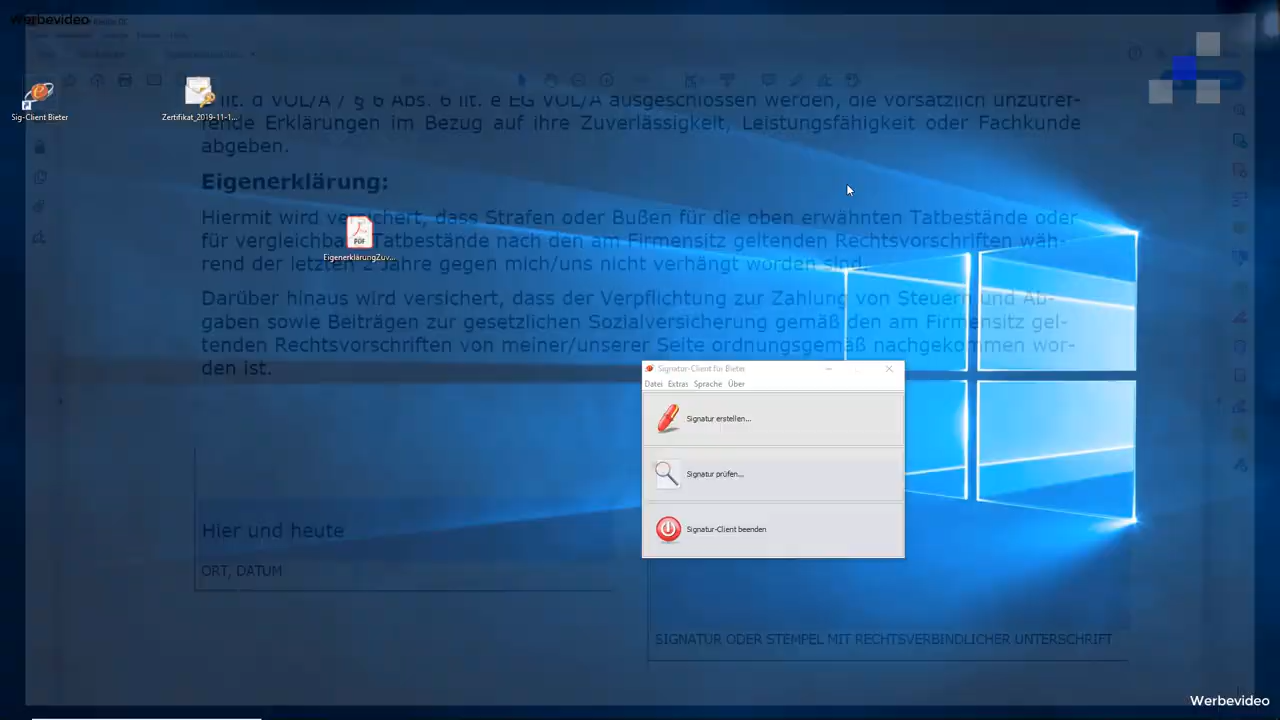 Werbevideo
Sig-Client Bieter
Zertifikat_2019-11-1...
lit. d VOL/A / § 6 Abs. 6 lit. e EG VOL/A ausgeschlossen werden, die vorsätzlich unzutref-
fende Erklärungen im Bezug auf ihre Zuverlässigkeit, Leistungsfähigkeit oder Fachkunde
abgeben.
Eigenerklärung:
Hiermit wird versichert, dass Strafen oder Bußen für die oben erwähnten Tatbestände oder
für vergleichba Tatbestände nach den am Firmensitz geltenden Rechtsvorschriften wäh-
rend der letzten 2 Jahre gegen mich/uns nicht verhängt worden sind.
PDF
EigenerklärungZuv...
Darüber hinaus wird versichert, dass der Verpflichtung zur Zahlung von Steuern und Ab-
gaben sowie Beiträgen zur gesetzlichen Sozialversicherung gemäß den am Firmensitz gel-
tenden Rechtsvorschriften von meiner/unserer Seite ordnungsgemäß nachgekommen wor-
den ist.
Signatur-Client für Bieter
Datei Extras Sprache Über
Signatur erstellen...
Signatur prüfen...
Signatur-Client beenden
Hier und heute
ORT, DATUM
SIGNATUR ODER STEMPEL MIT RECHTSVERBINDLICHER UNTERSCHRIFT
Werbevideo